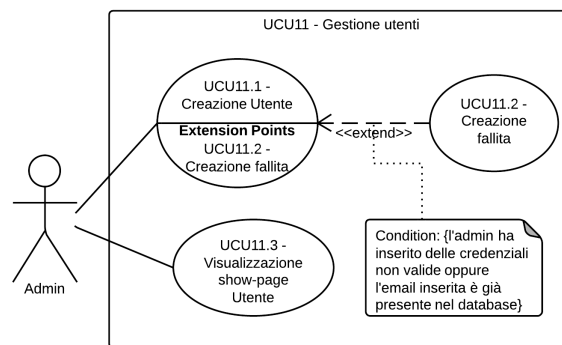 UCU11 - Gestione utenti
UCU11.1 -
Creazione Utente
Extension Points
UCU11.2 -
Creazione fallita
<<extend>>
UCU11.2 -
Creazione
fallita
Admin
UCU11.3 -
Visualizzazione
show-page
Utente
Condition: {l'admin ha
inserito delle credenziali
non valide oppure
l'email inserita è già
presente nel database}